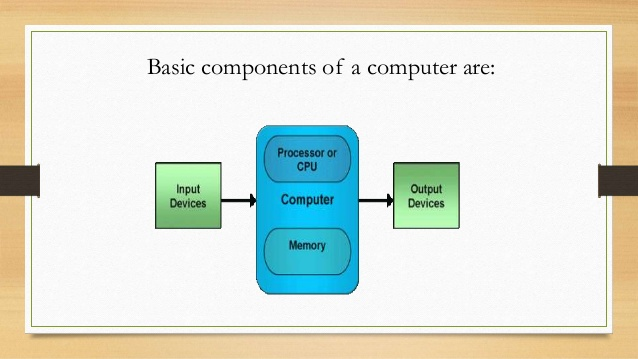 Basic components of a computer are:
Processor or
CPU
Input
Devices
Computer
Output
Devices
Memory